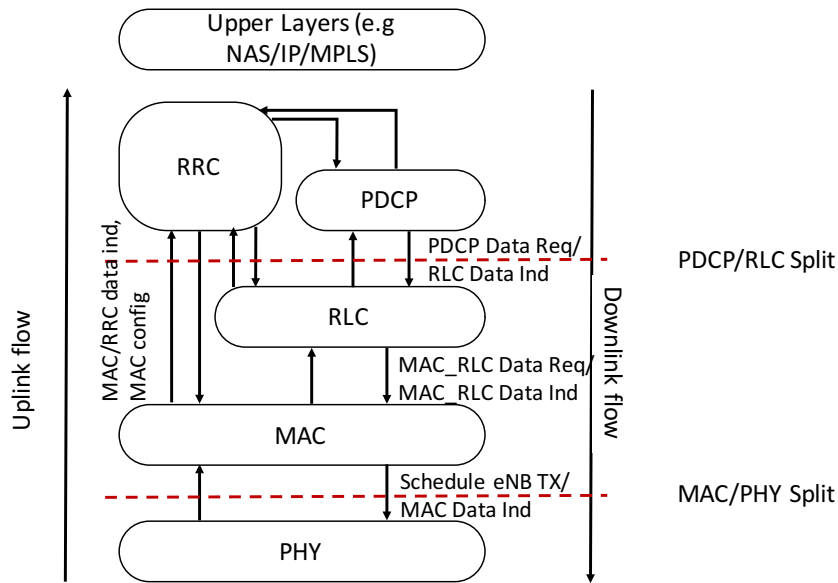 Upper Layers (e.g
NAS/IP/MPLS)
RRC
PDCP
PDCP Data Req/
RLC Data Ind
PDCP/RLC Split
MAC/RRC data ind,
MAC config
RLC
Uplink flow
Downlink flow
MAC_RLC Data Req/
MAC_RLC Data Ind
MAC
Schedule eNB TX/
MAC Data Ind
MAC/PHY Split
PHY